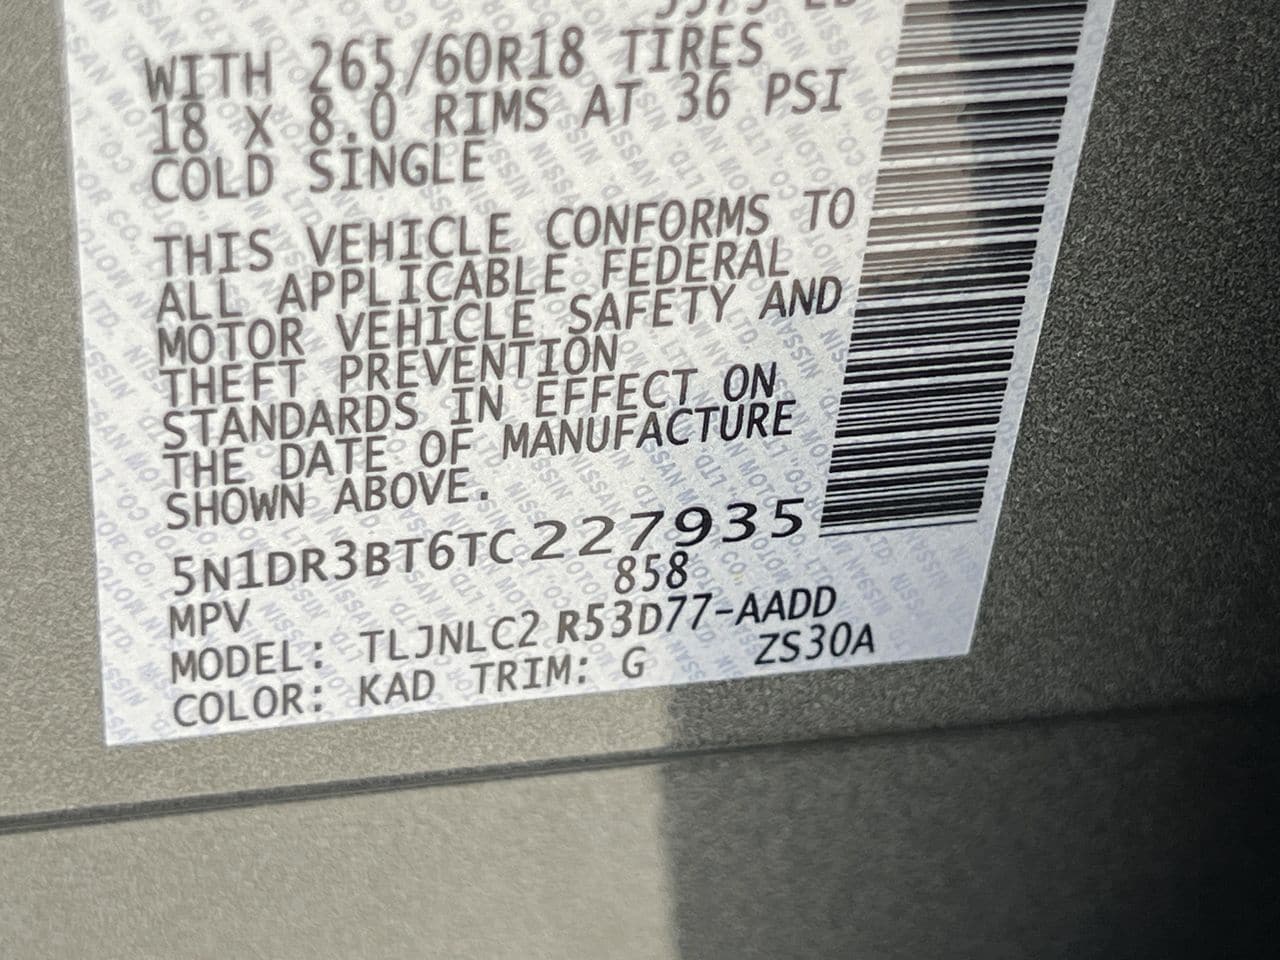 WITH 265/60R18 TIRES
18 X 8.0 RIMS AT 36 PSI
COLD SINGLE
THIS VEHICLE CONFORMS TO
ALL APPLICABLE FEDERAL
MOTOR VEHICLE SAFETY AND
THEFT PREVENTION
STANDARDS IN EFFECT ON
THE DATE OF MANUFACTURE
SHOWN ABOVE.
5N1DR3BT6TC227935
MPV 858
MODEL: TLJNLC2 R53D77-AADD
COLOR: KAD TRIM: G ZS30A